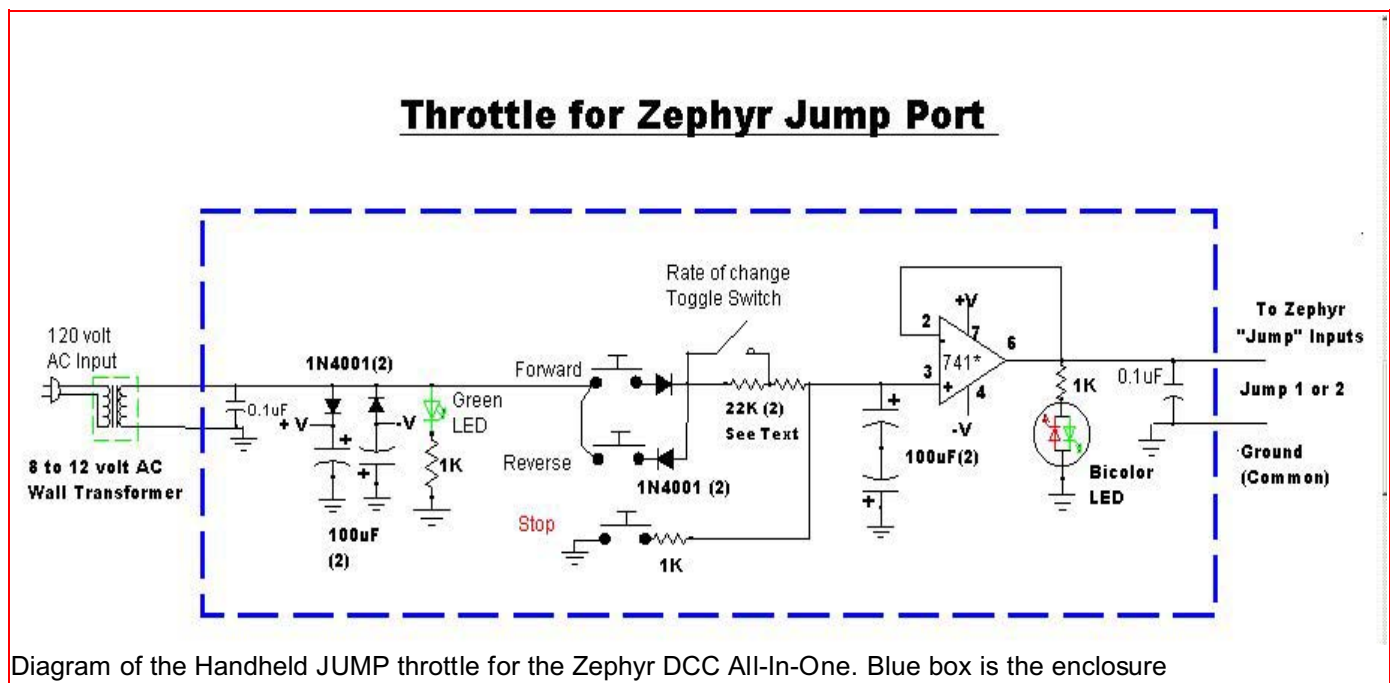 Throttle for Zephyr Jump Port
120 volt
AC Input
8 to 12 volt AC
Wall Transformer
0.1uF
1N4001(2)
+V
-V
100uF
(2)
Green
LED
1K
Forward
Reverse
Stop
1N4001 (2)
1K
Rate of change
Toggle Switch
22K (2)
See Text
100uF(2)
+V
2
7
6
741*
3
4
-V
1K
Bicolor
LED
0.1uF
To Zephyr
"Jump" Inputs
Jump 1 or 2
Ground
(Common)
Diagram of the Handheld JUMP throttle for the Zephyr DCC All-In-One. Blue box is the enclosure